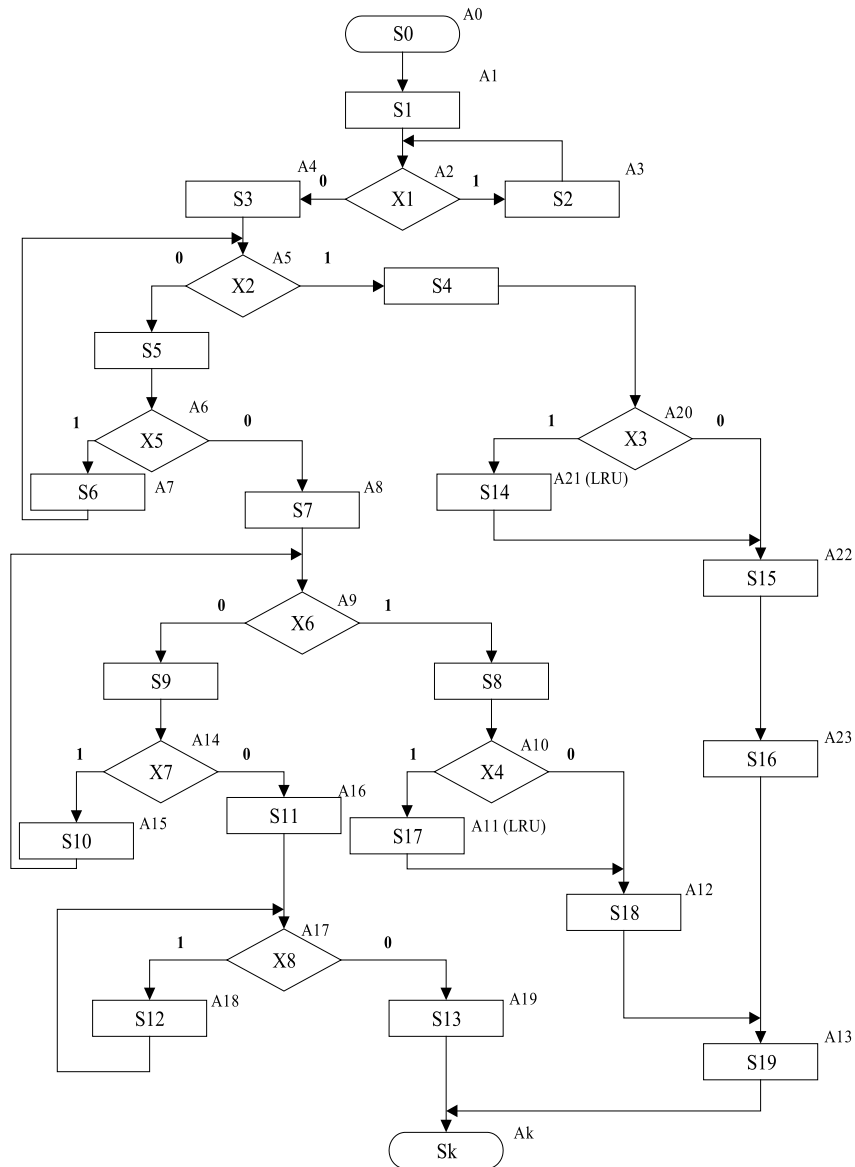 A0
S0
A1
S1
A4
0
A2
1
A3
S3
X1
S2
0
A5
1
X2
S4
S5
A6
1
0
X5
A20
1
0
X3
S6
A7
A8
S7
S14
A21 (LRU)
A22
S15
0
A9
1
X6
S9
S8
1
A14
0
X7
1
A10
0
X4
A23
S16
A16
S11
A15
S10
S17
A11 (LRU)
A12
S18
1
A17
0
X8
A18
S12
A19
S13
A13
S19
Ak
Sk